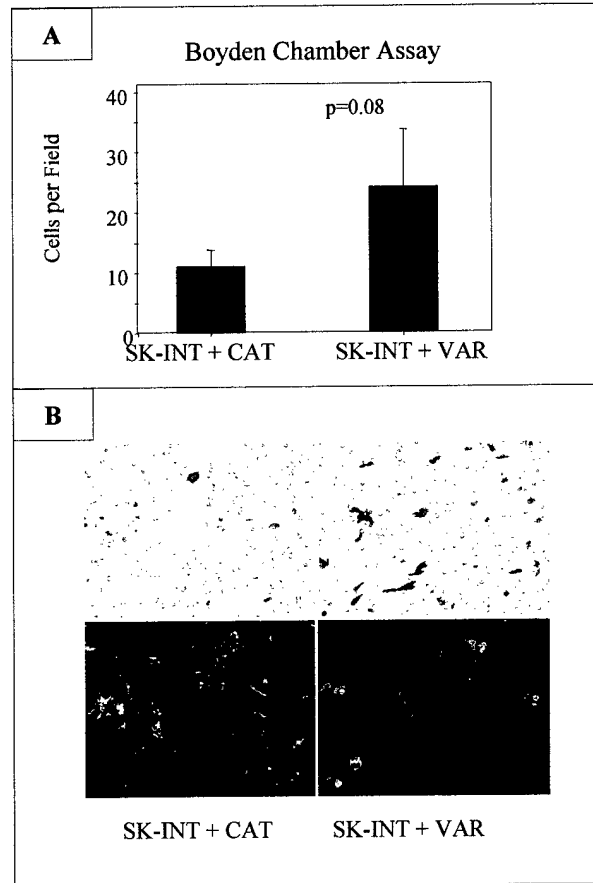 A
Boyden Chamber Assay
p=0.08
Cells per Field
40
30
20
10
0
SK-INT + CAT SK-INT + VAR
B
SK-INT + CAT SK-INT + VAR